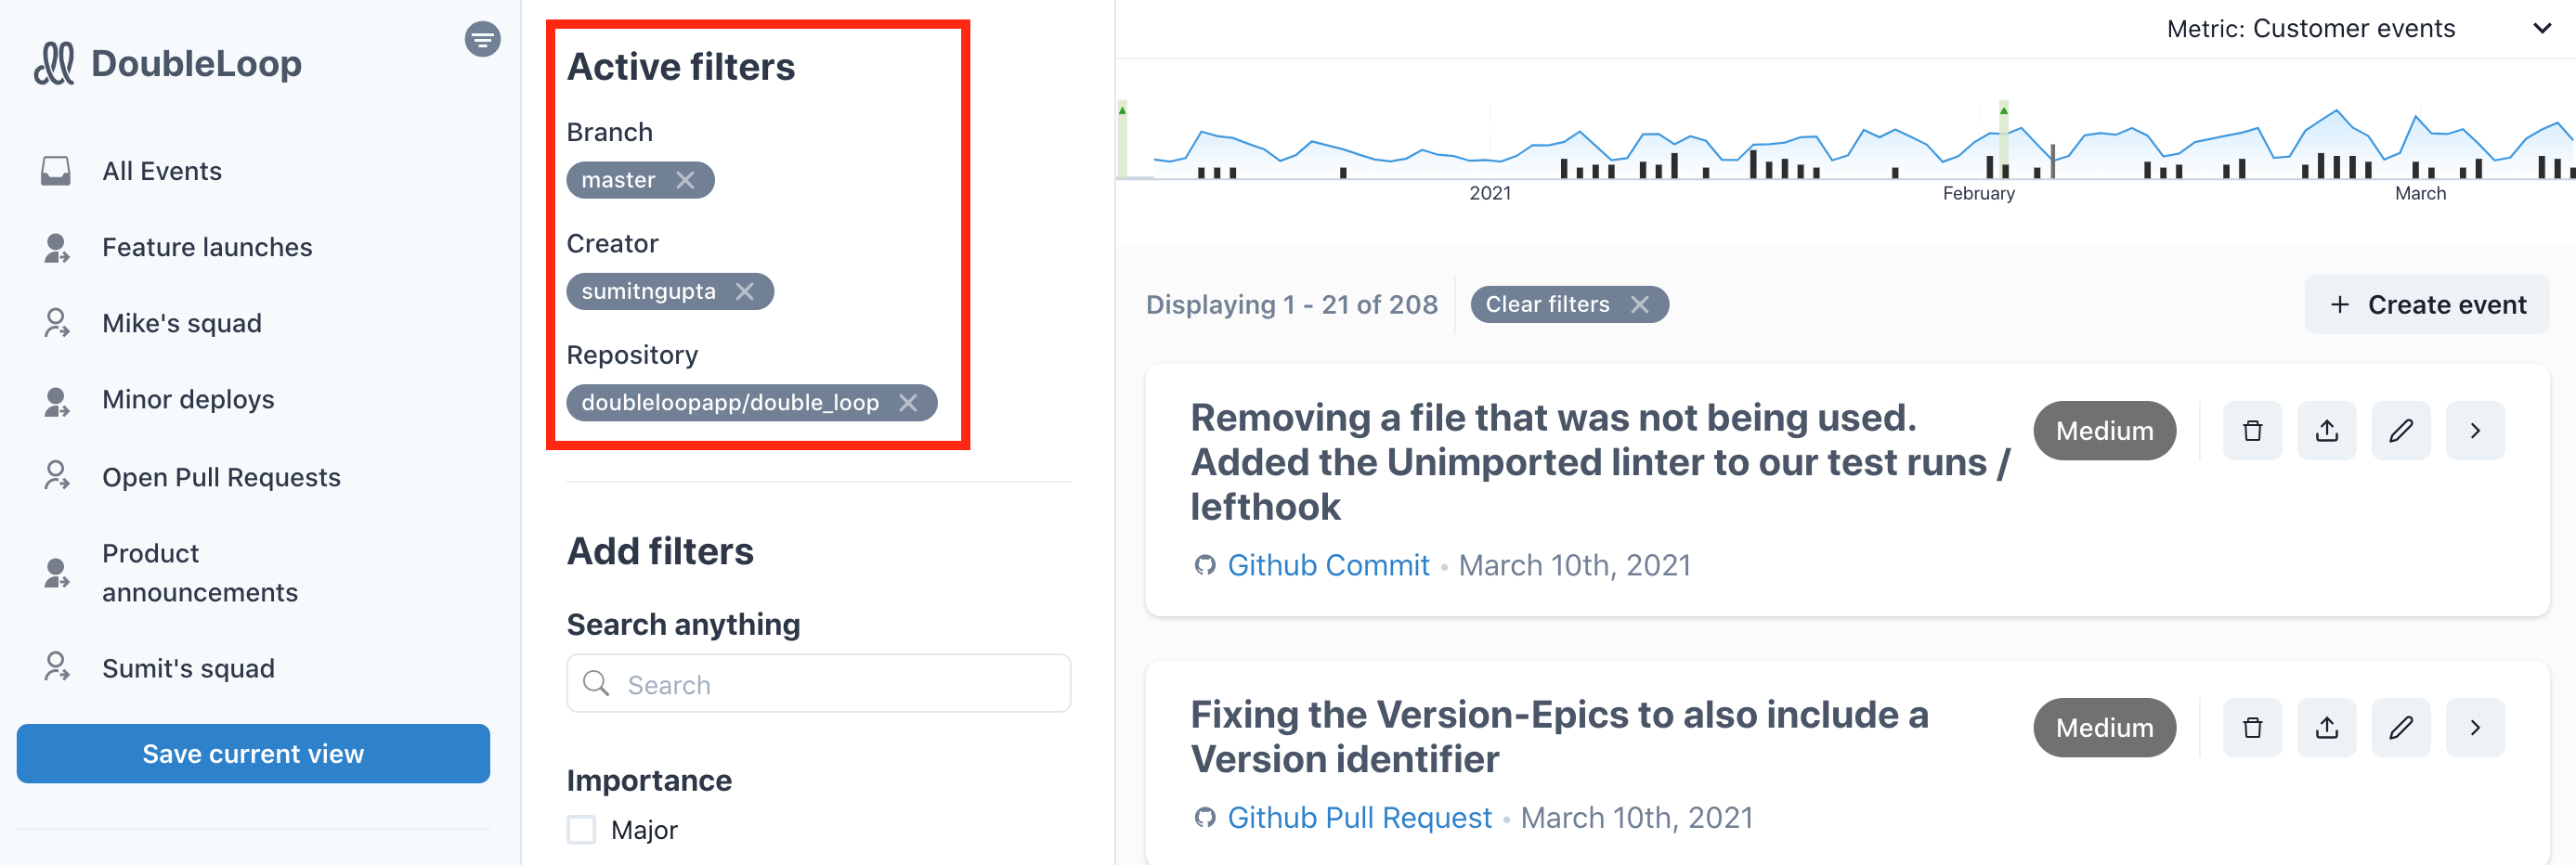 DoubleLoop
All Events
Feature launches
Mike's squad
Minor deploys
Open Pull Requests
Product
announcements
Sumit's squad
Save current view
Active filters
Branch
master
Creator
sumitngupta
Repository
doubleloopapp/double_loop
Add filters
Search anything
Search
Importance
Major
Metric: Customer events
2021
February
March
Displaying 1 - 21 of 208
Clear filters
+ Create event
Removing a file that was not being used.
Added the Unimported linter to our test runs /
lefthook
Medium
Github Commit • March 10th, 2021
Fixing the Version-Epics to also include a
Version identifier
Medium
Github Pull Request • March 10th, 2021